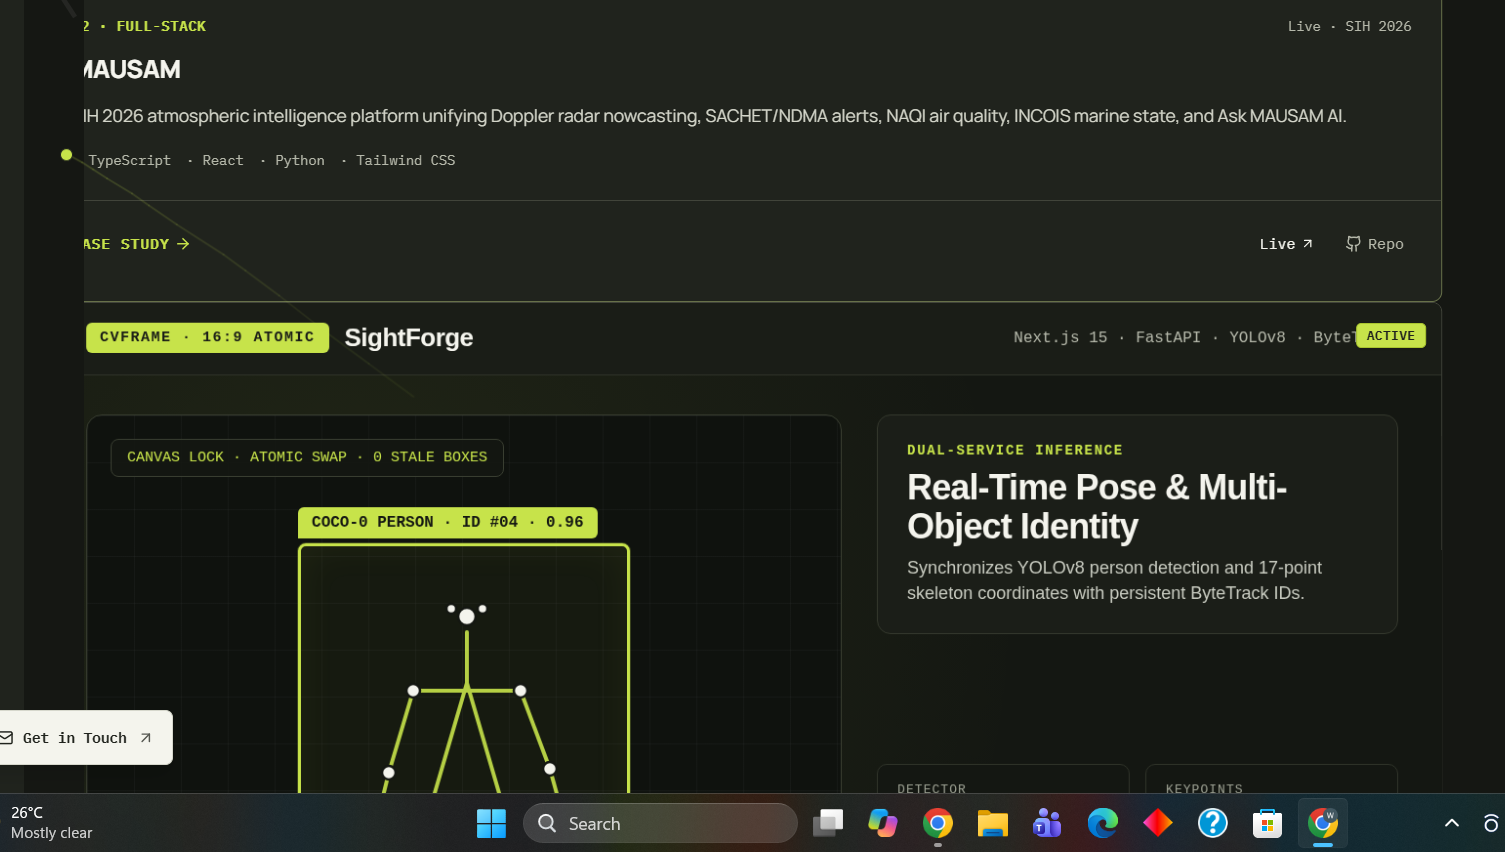 2 · FULL-STACK
Live · SIH 2026
MAUSAM
IH 2026 atmospheric intelligence platform unifying Doppler radar nowcasting, SACHET/NDMA alerts, NAQI air quality, INCOIS marine state, and Ask MAUSAM AI.
TypeScript · React · Python · Tailwind CSS
ASE STUDY →
Live ↗
Repo
CVFRAME · 16:9 ATOMIC
SightForge
Next.js 15 · FastAPI · YOLOv8 · Byte
ACTIVE
CANVAS LOCK · ATOMIC SWAP · 0 STALE BOXES
COCO-0 PERSON · ID #04 · 0.96
DUAL-SERVICE INFERENCE
Real-Time Pose & Multi-
Object Identity
Synchronizes YOLOv8 person detection and 17-point
skeleton coordinates with persistent ByteTrack IDs.
DETECTOR
KEYPOINTS
Get in Touch ↗
26°C
Mostly clear
Search
W